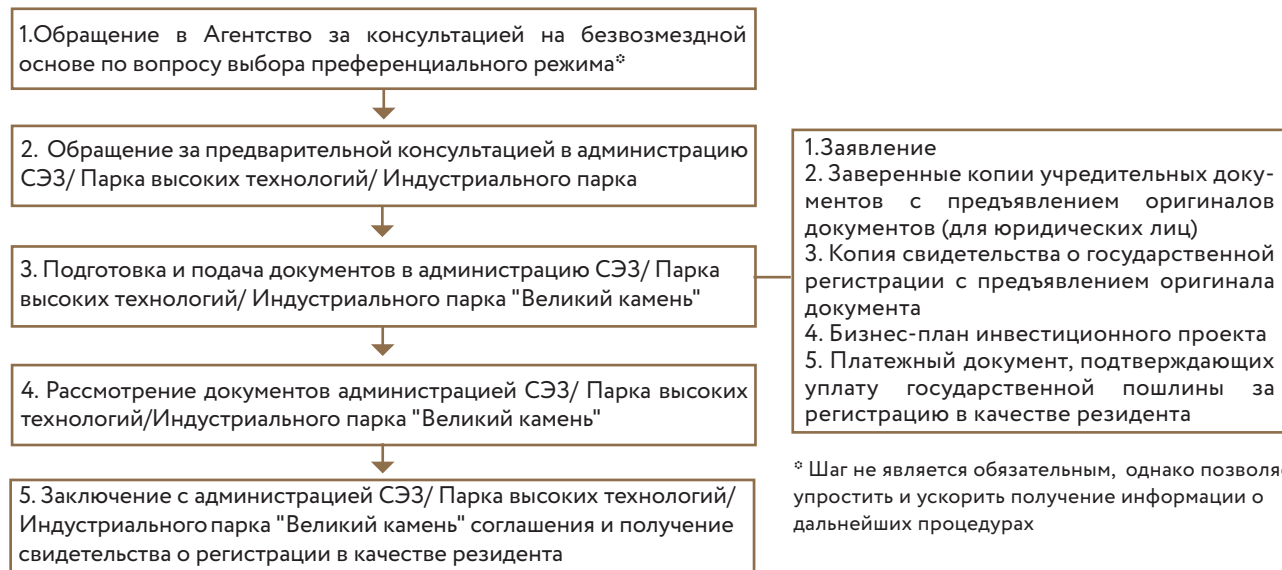 1.Обращение в Агентство за консультацией на безвозмездной
основе по вопросу выбора преференциального режима*
2. Обращение за предварительной консультацией в администрацию
СЭЗ/ Парка высоких технологий/ Индустриального парка
3. Подготовка и подача документов в администрацию СЭЗ/ Парка
высоких технологий/ Индустриального парка "Великий камень"
4. Рассмотрение документов администрацией СЭЗ/ Парка высоких
технологий/Индустриального парка "Великий камень"
5. Заключение с администрацией СЭЗ/ Парка высоких технологий/
Индустриального парка "Великий камень" соглашения и получение
свидетельства о регистрации в качестве резидента
1.Заявление
2. Заверенные копии учредительных доку-
ментов с предъявлением оригиналов
документов (для юридических лиц)
3. Копия свидетельства о государственной
регистрации с предъявлением оригинала
документа
4. Бизнес-план инвестиционного проекта
5. Платежный документ, подтверждающих
уплату государственной пошлины за
регистрацию в качестве резидента
* Шаг не является обязательным, однако позволя
упростить и ускорить получение информации о
дальнейших процедурах